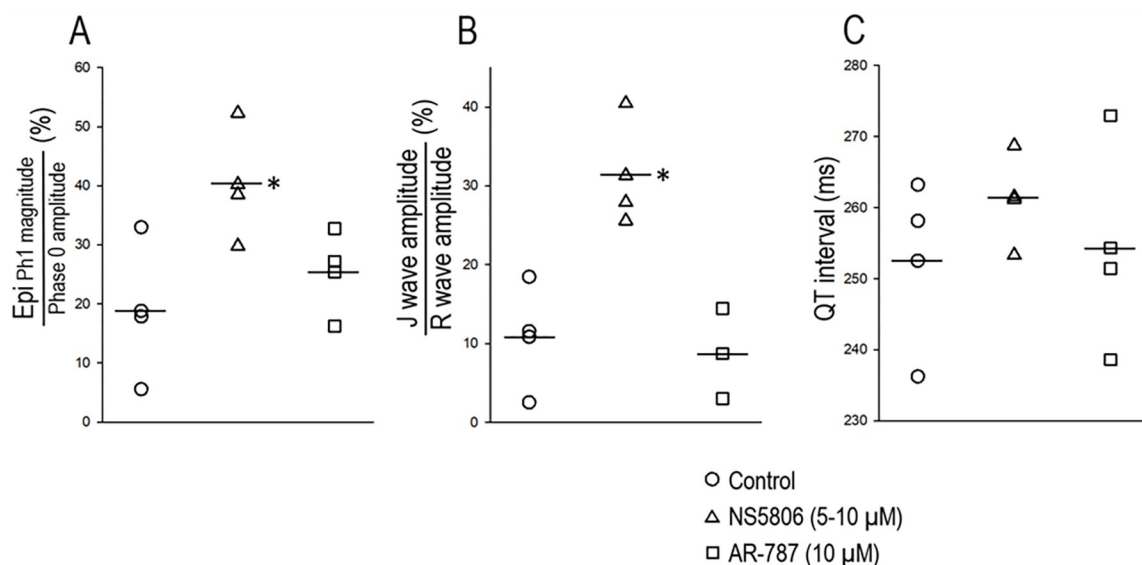 A
B
C
Epi Ph1 magnitude
Phase 0 amplitude
(%)
60
50
40
30
20
10
0
*
J wave amplitude
R wave amplitude
(%)
40
30
20
10
0
*
QT interval (ms)
280
270
260
250
240
230
Control
NS5806 (5-10 µM)
AR-787 (10 µM)